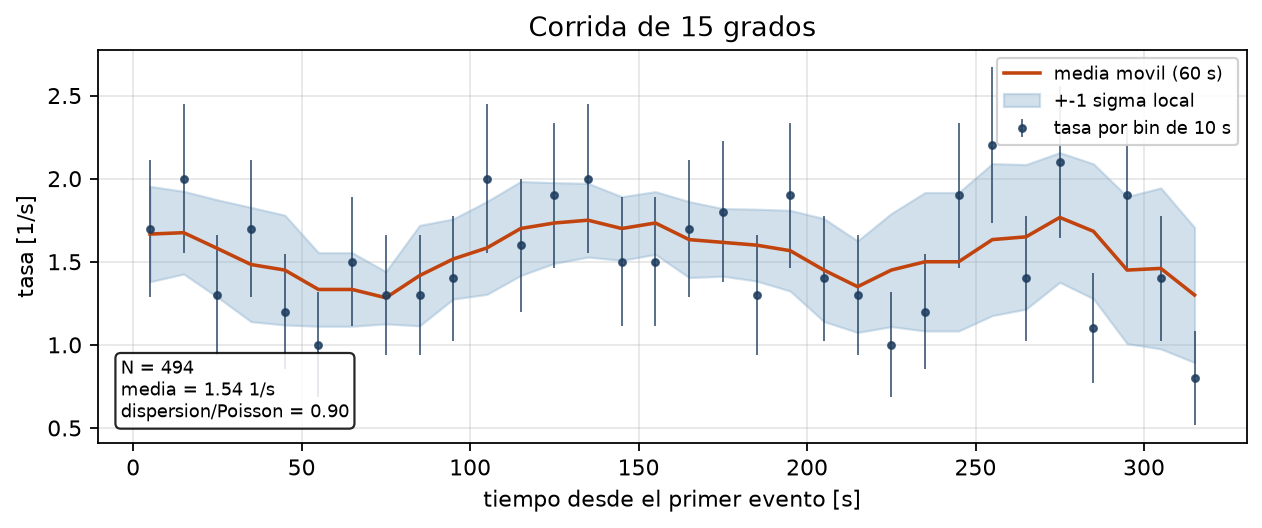 Corrida de 15 grados
tasa [1/s]
2.5
2.0
1.5
1.0
0.5
media movil (60 s)
+-1 sigma local
tasa por bin de 10 s
N = 494
media = 1.54 1/s
dispersion/Poisson = 0.90
0 50 100 150 200 250 300
tiempo desde el primer evento [s]